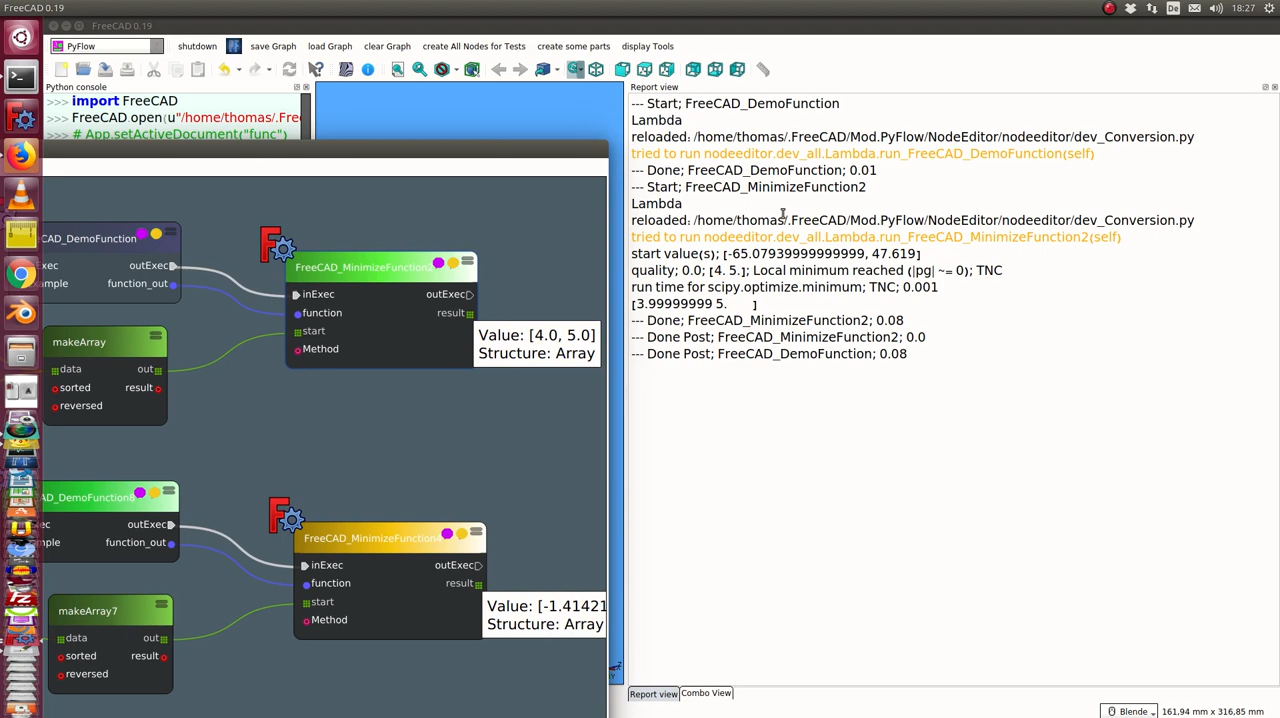 FreeCAD 0.19
De
18:27
FreeCAD 0.19
PyFlow
shutdown
save Graph
load Graph
clear Graph
create All Nodes for Tests
create some parts
display Tools
Python console
>>> import FreeCAD
>>> FreeCAD.open(u"/home/thomas/.Free
>>> # App.setActiveDocument("func")
CAD_DemoFunction
exec
outExec
ample
function_out
makeArray
data
out
sorted
result
reversed
FreeCAD_MinimizeFunction2
inExec
outExec
function
result
start
Method
Value: [4.0, 5.0]
Structure: Array
CAD_DemoFunction8
exec
outExec
ample
function_out
makeArray7
data
out
sorted
result
reversed
FreeCAD_MinimizeFunction4
inExec
outExec
function
result
start
Method
Value: [-1.41421
Structure: Array
Report view
--- Start; FreeCAD_DemoFunction
Lambda
reloaded: /home/thomas/.FreeCAD/Mod.PyFlow/NodeEditor/nodeeditor/dev_Conversion.py
tried to run nodeeditor.dev_all.Lambda.run_FreeCAD_DemoFunction(self)
--- Done; FreeCAD_DemoFunction; 0.01
--- Start; FreeCAD_MinimizeFunction2
Lambda
reloaded: /home/thomas/.FreeCAD/Mod.PyFlow/NodeEditor/nodeeditor/dev_Conversion.py
tried to run nodeeditor.dev_all.Lambda.run_FreeCAD_MinimizeFunction2(self)
start value(s); [-65.07939999999999, 47.619]
quality; 0.0; [4. 5.]; Local minimum reached (|pg| ~= 0); TNC
run time for scipy.optimize.minimum; TNC; 0.001
[3.99999999 5. ]
--- Done; FreeCAD_MinimizeFunction2; 0.08
--- Done Post; FreeCAD_MinimizeFunction2; 0.0
--- Done Post; FreeCAD_DemoFunction; 0.08
Report view
Combo View
Blende
161,94 mm x 316,85 mm